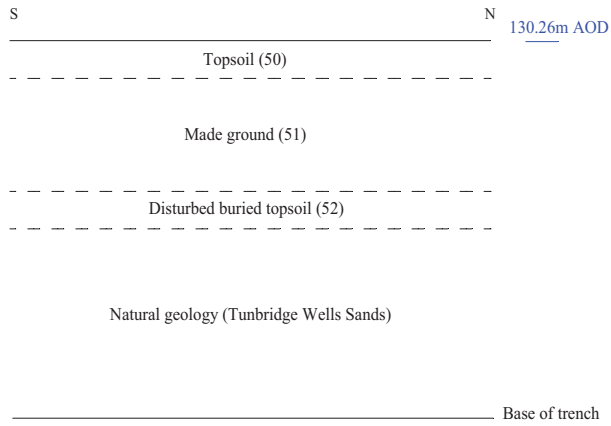 S
N
130.26m AOD
Topsoil (50)
Made ground (51)
Disturbed buried topsoil (52)
Natural geology (Tunbridge Wells Sands)
Base of trench